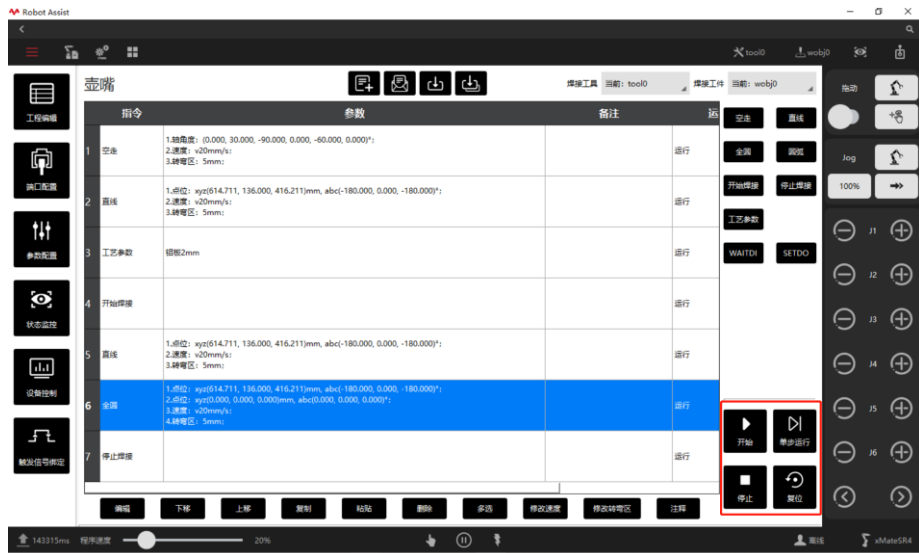 Robot Assist
tool0
wobj0
壶嘴
焊接工具 当前: tool0
焊接工件 当前: wobj0
指令 参数 备注 运
1 空走
1.轴角度: (0.000, 30.000, -90.000, 0.000, -60.000, 0.000)°;
2.速度: v20mm/s;
3.转弯区: 5mm;
运行
2 直线
1.点位: xyz(614.711, 136.000, 416.211)mm, abc(-180.000, 0.000, -180.000)°;
2.速度: v20mm/s;
3.转弯区: 5mm;
运行
3 工艺参数 铝板2mm 运行
4 开始焊接 运行
5 直线
1.点位: xyz(614.711, 136.000, 416.211)mm, abc(-180.000, 0.000, -180.000)°;
2.速度: v20mm/s;
3.转弯区: 5mm;
运行
6 全圆
1.点位: xyz(614.711, 136.000, 416.211)mm, abc(-180.000, 0.000, -180.000)°;
2.点位: xyz(0.000, 0.000, 0.000)mm, abc(0.000, 0.000, 0.000)°;
3.速度: v20mm/s;
4.转弯区: 5mm;
运行
7 停止焊接 运行
工程编辑
端口配置
参数配置
状态监控
设备控制
触发信号绑定
空走 直线
全圆 圆弧
开始焊接 停止焊接
工艺参数
WAITDI SETDO
开始 单步运行
停止 复位
编辑 下移 上移 复制 粘贴 删除 多选 修改速度 修改转弯区 注释
拖动
Jog
100%
J1
J2
J3
J4
J5
J6
143315ms 程序速度 20% 离线 xMateSR4